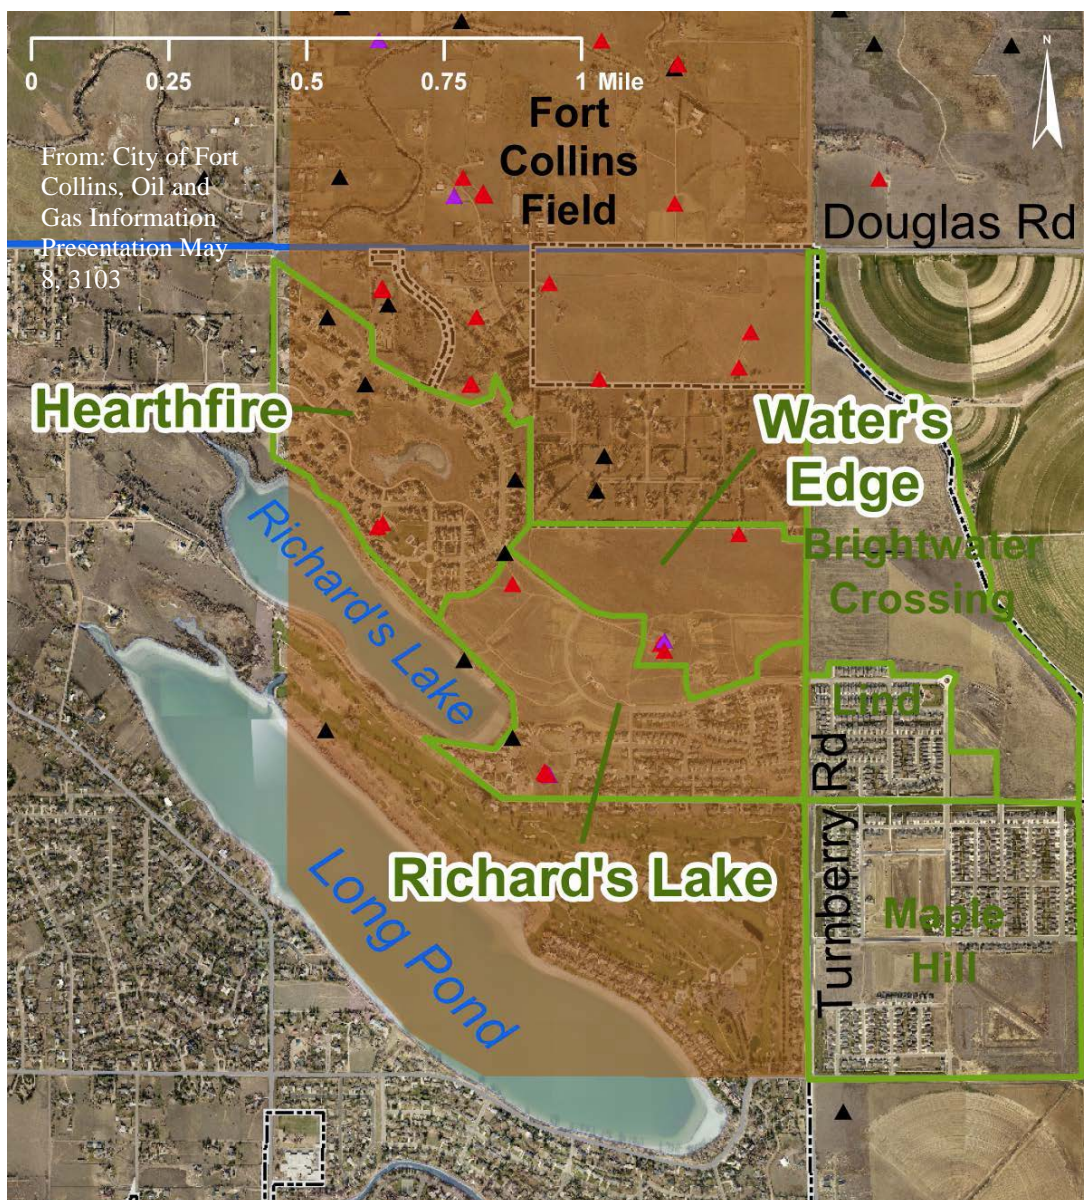 0 0.25 0.5 0.75 1 Mile
N
Fort
Collins
Field
From: City of Fort
Collins, Oil and
Gas Information
Presentation May
8, 3103
Douglas Rd
Hearthfire
Water's
Edge
Brightwater
Crossing
Richard's Lake
Lind
Turnberry Rd
Richard's Lake
Long Pond
Maple
Hill